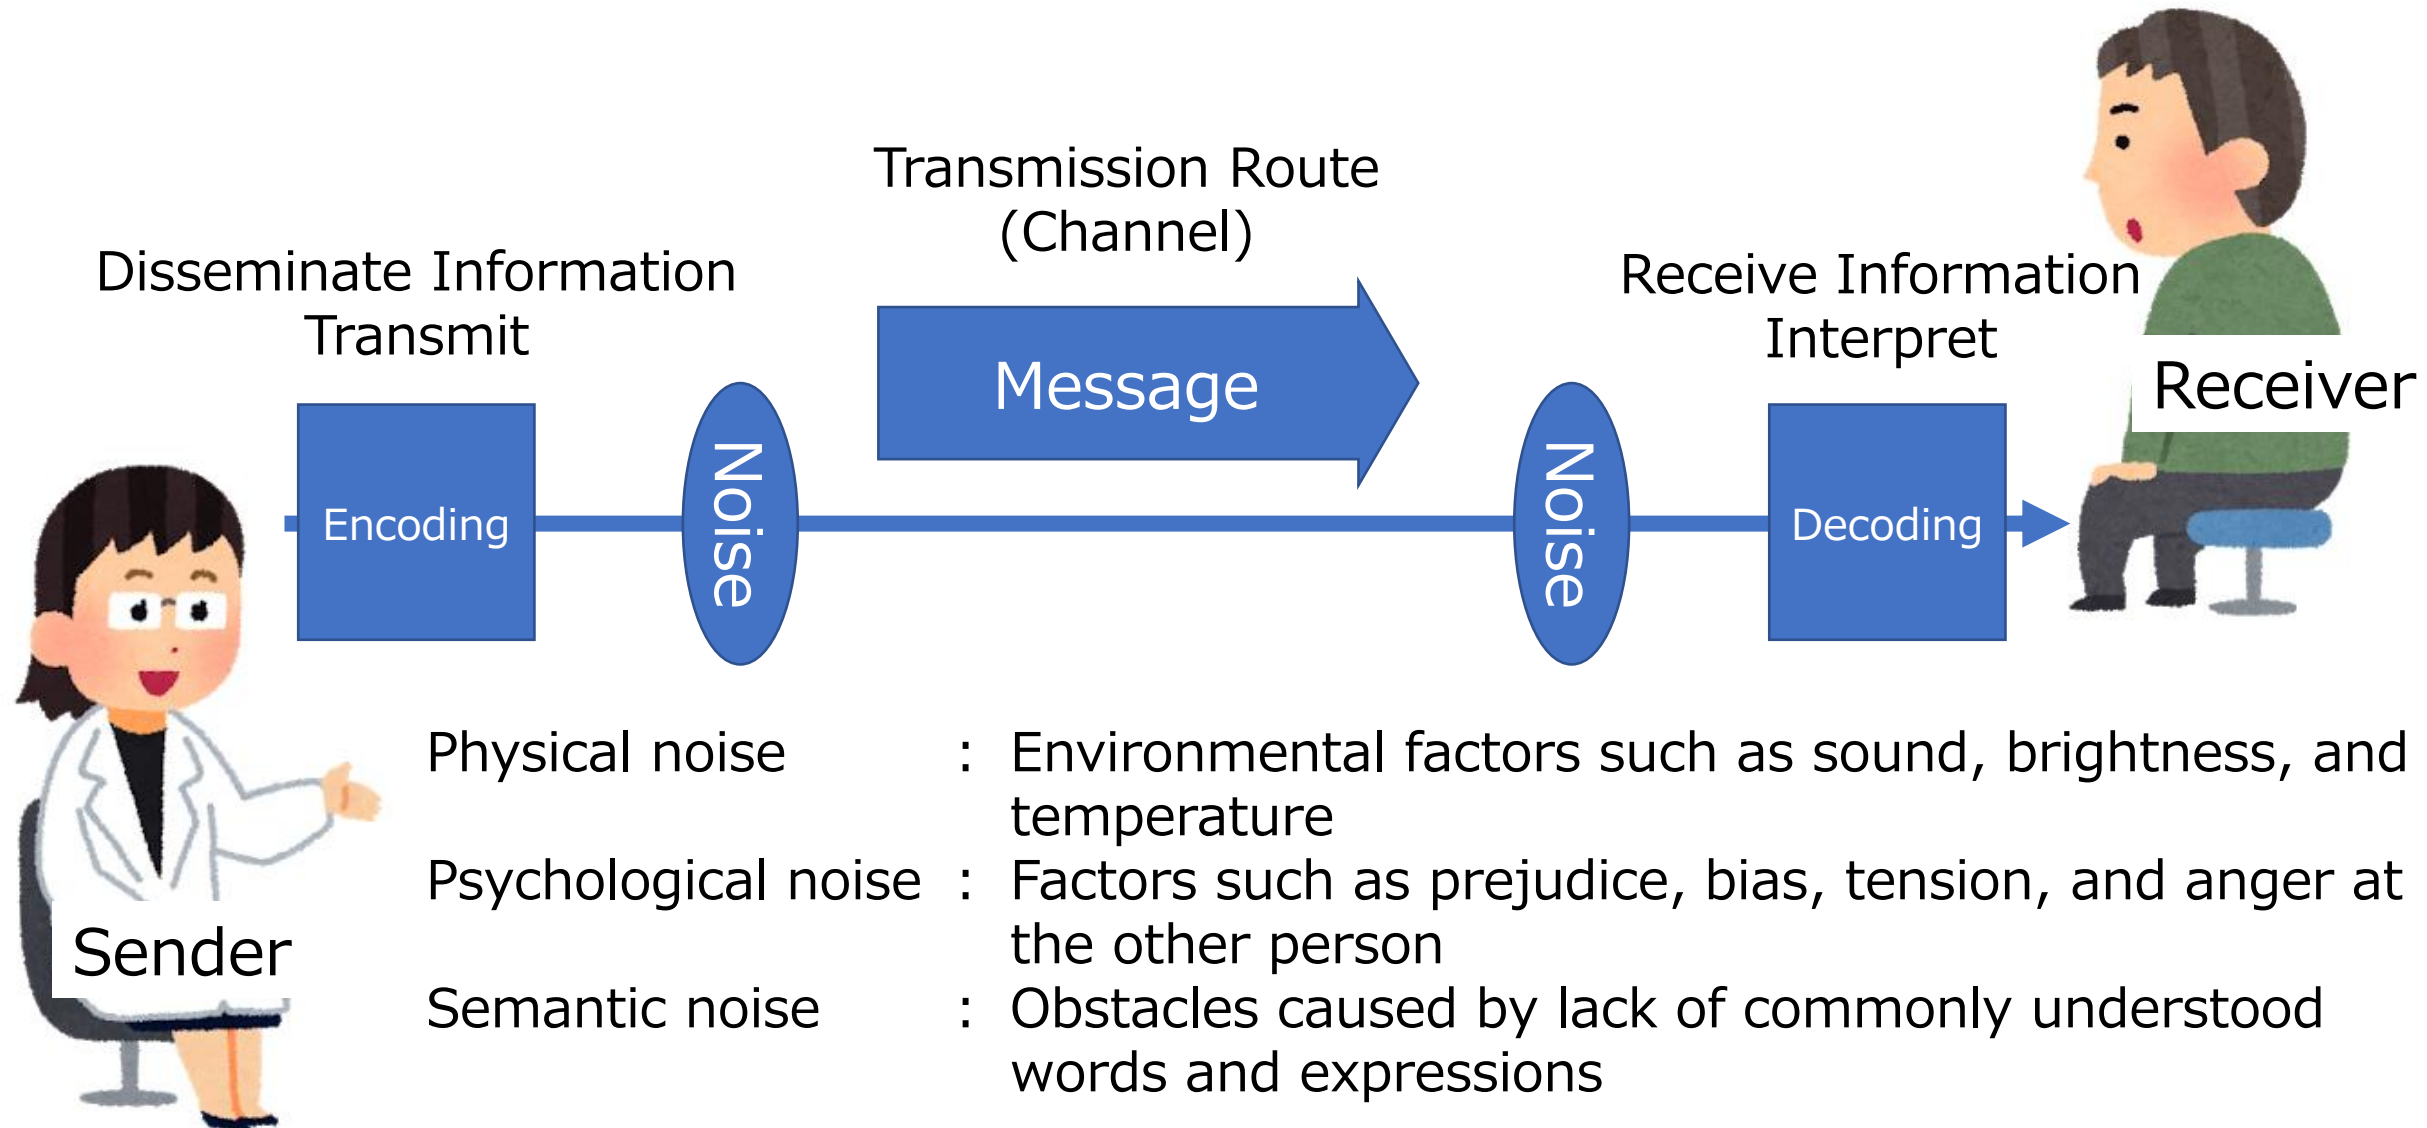 Transmission Route
(Channel)
Disseminate Information
Transmit
Receive Information
Interpret
Message
Receiver
Encoding
Noise
Noise
Decoding
Sender
Physical noise : Environmental factors such as sound, brightness, and
temperature
Psychological noise : Factors such as prejudice, bias, tension, and anger at
the other person
Semantic noise : Obstacles caused by lack of commonly understood
words and expressions